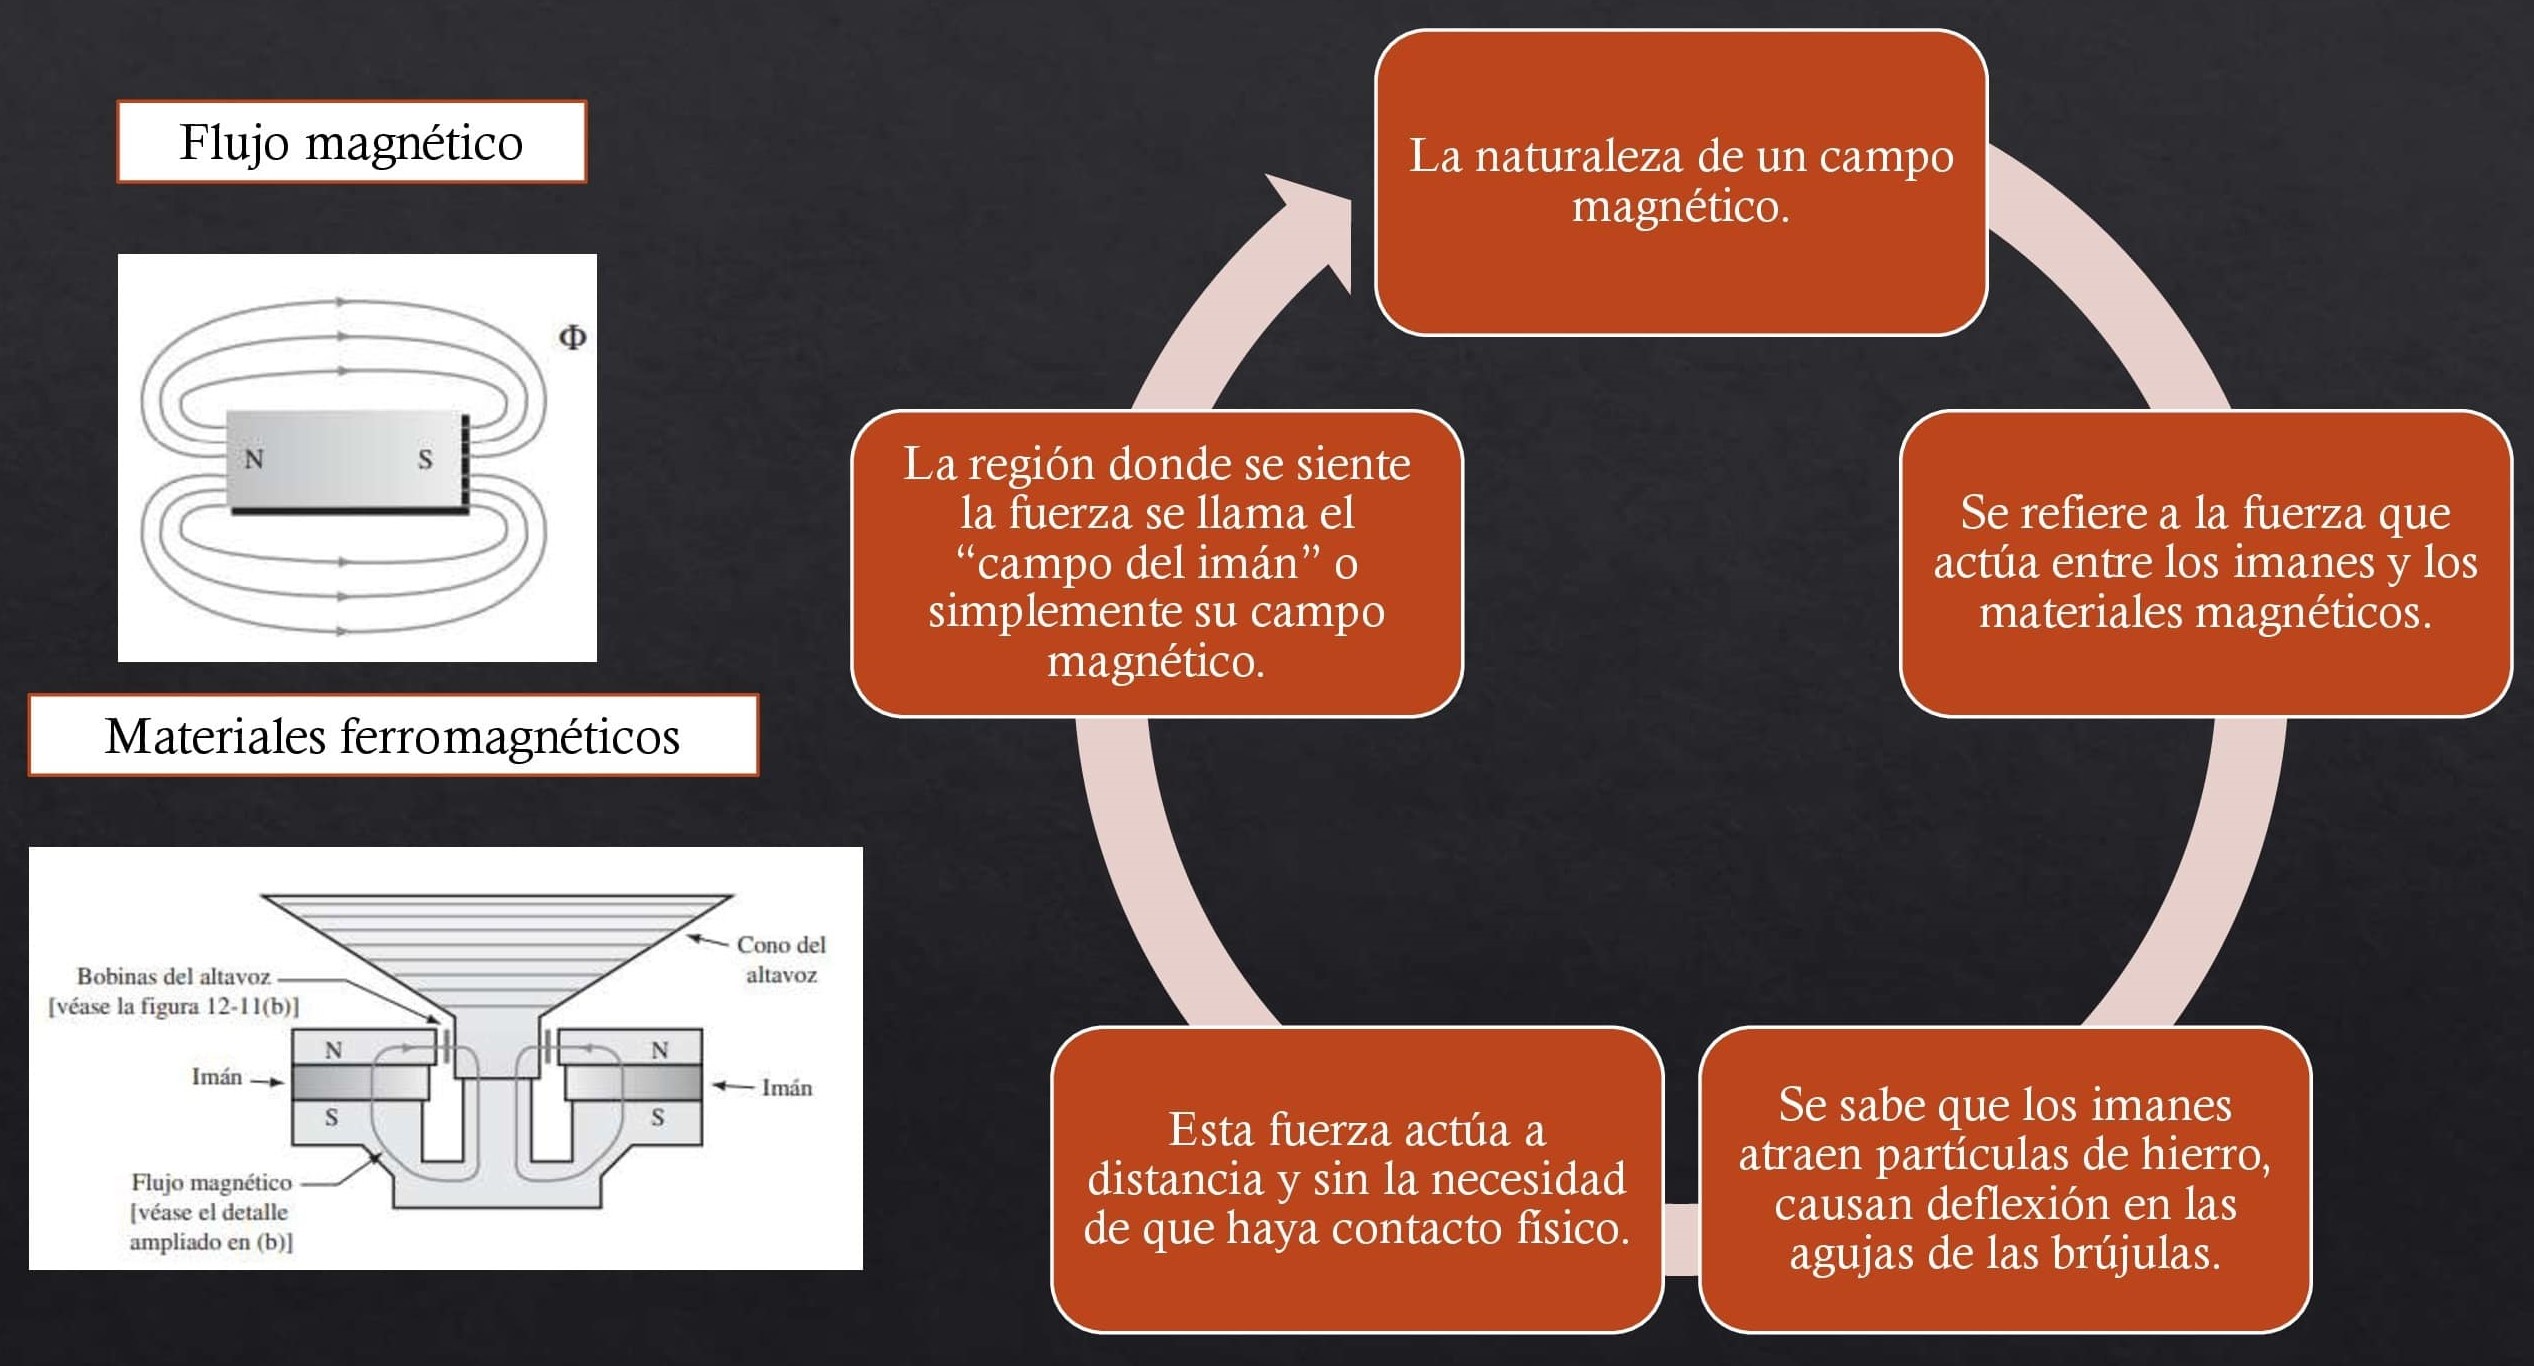 Flujo magnético
Φ
N
S
Materiales ferromagnéticos
Cono del
altavoz
Bobinas del altavoz
[véase la figura 12-11(b)]
N
N
Imán
Imán
S
S
Flujo magnético
[véase el detalle
ampliado en (b)]
La naturaleza de un campo
magnético.
Se refiere a la fuerza que
actúa entre los imanes y los
materiales magnéticos.
Se sabe que los imanes
atraen partículas de hierro,
causan deflexión en las
agujas de las brújulas.
Esta fuerza actúa a
distancia y sin la necesidad
de que haya contacto físico.
La región donde se siente
la fuerza se llama el
“campo del imán” o
simplemente su campo
magnético.